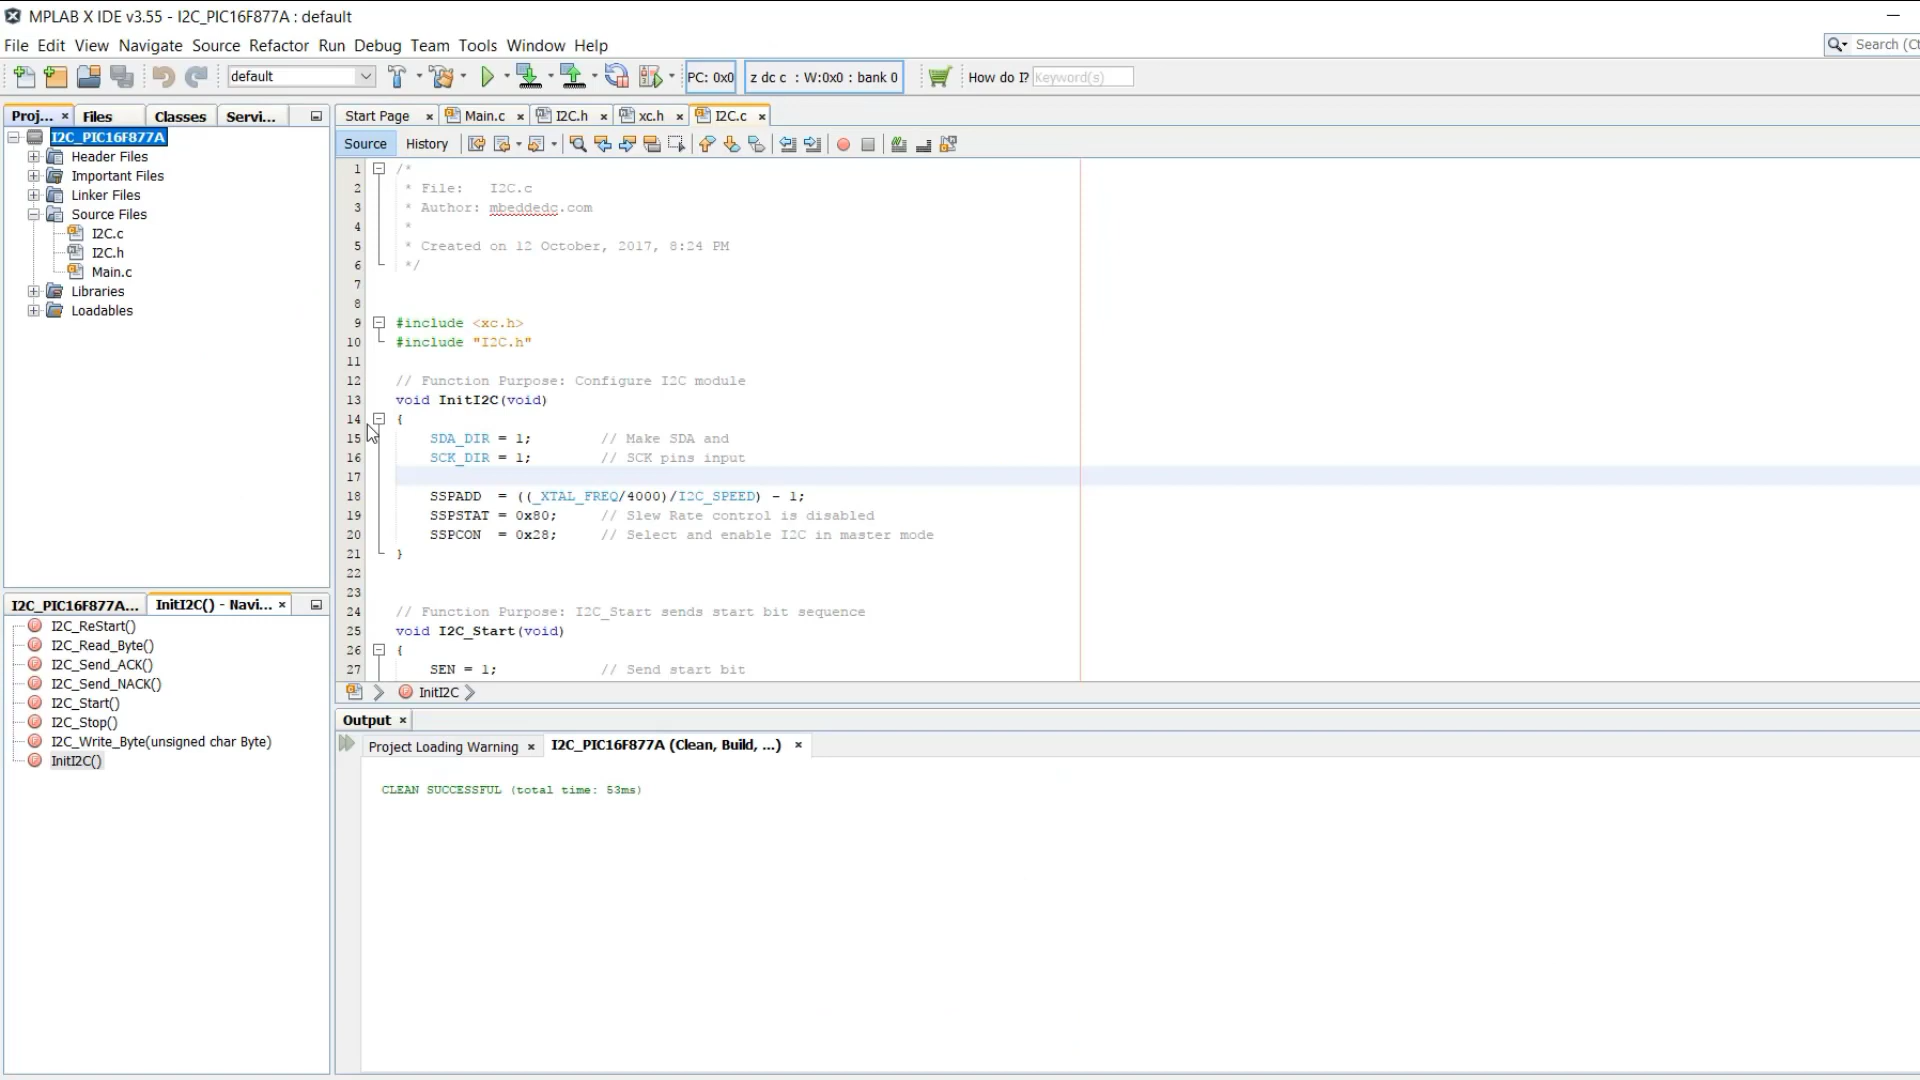 MPLAB X IDE v3.55 - I2C_PIC16F877A : default
File Edit View Navigate Source Refactor Run Debug Team Tools Window Help
Search (Ct
default
PC: 0x0
z dc c : W:0x0 : bank 0
How do I? Keyword(s)
Proj... × Files Classes Servi...
Start Page × Main.c × I2C.h × xc.h × I2C.c ×
I2C_PIC16F877A
Header Files
Important Files
Linker Files
Source Files
I2C.c
I2C.h
Main.c
Libraries
Loadables
Source History
1 /*
2 * File: I2C.c
3 * Author: mbeddedc.com
4 *
5 * Created on 12 October, 2017, 8:24 PM
6 */
7
8
9 #include <xc.h>
10 #include "I2C.h"
11
12 // Function Purpose: Configure I2C module
13 void InitI2C(void)
14 {
15 SDA_DIR = 1; // Make SDA and
16 SCK_DIR = 1; // SCK pins input
17
18 SSPADD = ((_XTAL_FREQ/4000)/I2C_SPEED) - 1;
19 SSPSTAT = 0x80; // Slew Rate control is disabled
20 SSPCON = 0x28; // Select and enable I2C in master mode
21 }
22
23
24 // Function Purpose: I2C_Start sends start bit sequence
25 void I2C_Start(void)
26 {
27 SEN = 1; // Send start bit
InitI2C
I2C_PIC16F877A... InitI2C() - Navi... ×
I2C_ReStart()
I2C_Read_Byte()
I2C_Send_ACK()
I2C_Send_NACK()
I2C_Start()
I2C_Stop()
I2C_Write_Byte(unsigned char Byte)
InitI2C()
Output ×
Project Loading Warning × I2C_PIC16F877A (Clean, Build, ...) ×
CLEAN SUCCESSFUL (total time: 53ms)